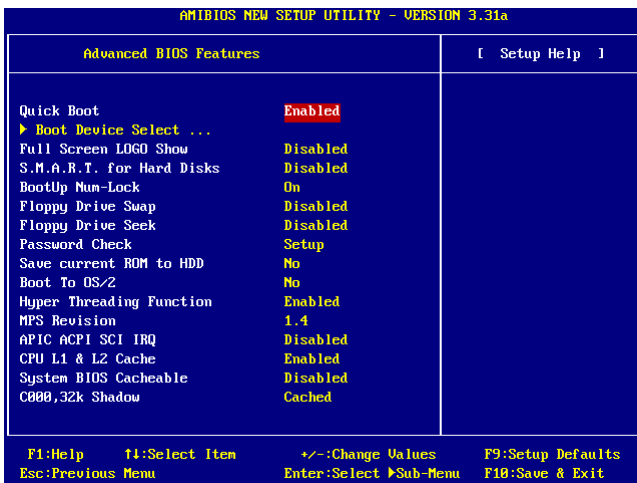 AMIBIOS NEW SETUP UTILITY - VERSION 3.31a
Advanced BIOS Features [ Setup Help ]
Quick Boot Enabled
▶ Boot Device Select ...
Full Screen LOGO Show Disabled
S.M.A.R.T. for Hard Disks Disabled
BootUp Num-Lock On
Floppy Drive Swap Disabled
Floppy Drive Seek Disabled
Password Check Setup
Save current ROM to HDD No
Boot To OS/2 No
Hyper Threading Function Enabled
MPS Revision 1.4
APIC ACPI SCI IRQ Disabled
CPU L1 & L2 Cache Enabled
System BIOS Cacheable Disabled
C000,32k Shadow Cached
F1:Help ↑↓:Select Item +/-:Change Values F9:Setup Defaults
Esc:Previous Menu Enter:Select ▶Sub-Menu F10:Save & Exit